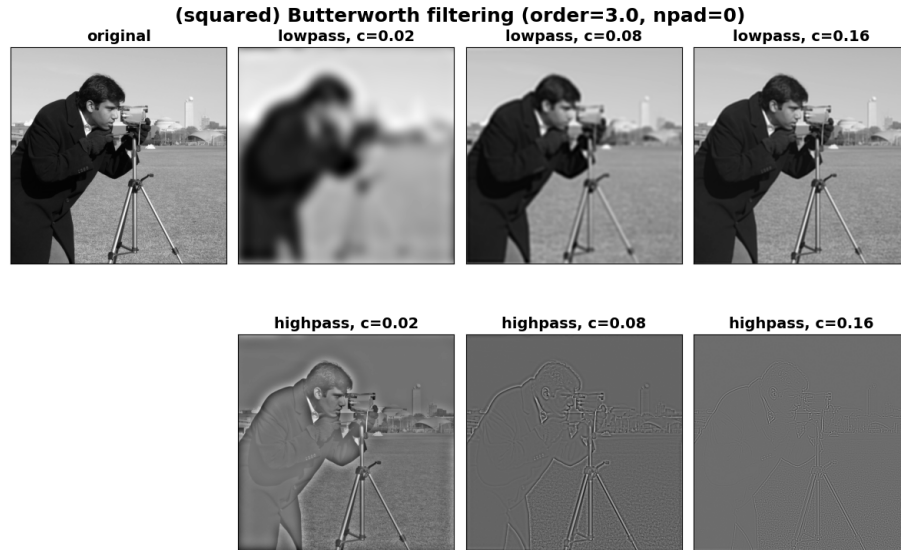 (squared) Butterworth filtering (order=3.0, npad=0)
original lowpass, c=0.02 lowpass, c=0.08 lowpass, c=0.16
highpass, c=0.02 highpass, c=0.08 highpass, c=0.16